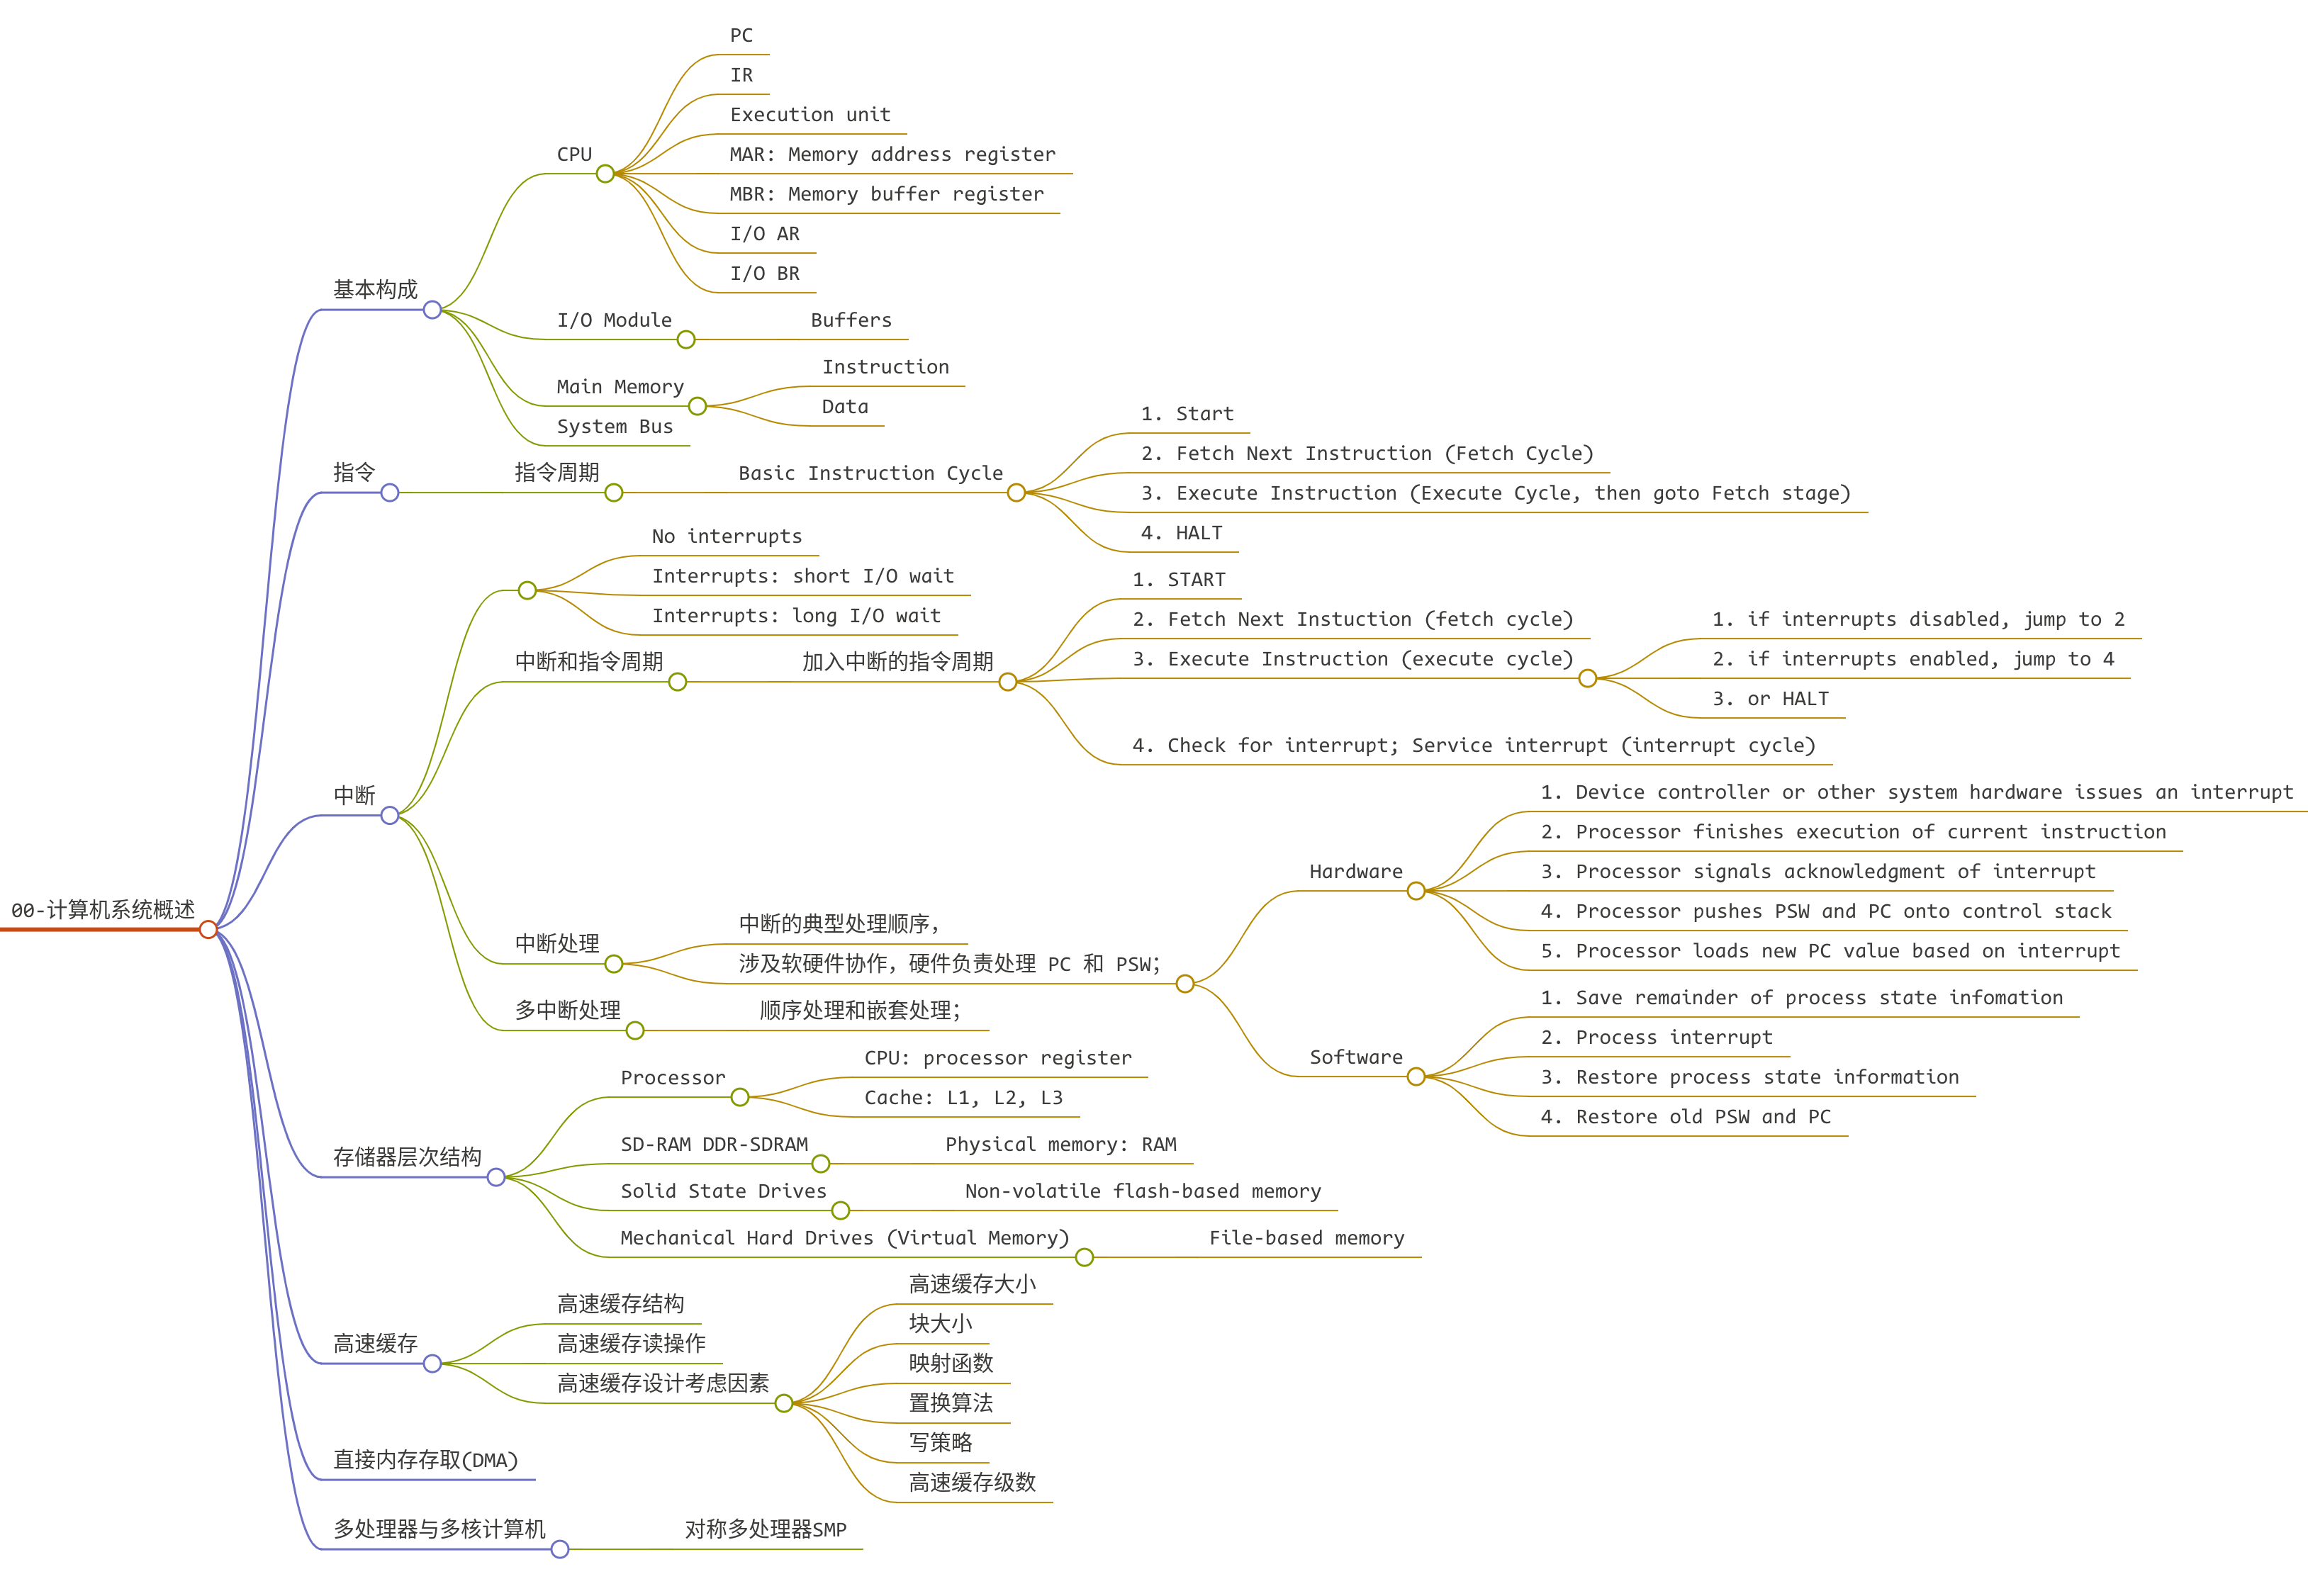 00-计算机系统概述
基本构成
CPU
PC
IR
Execution unit
MAR: Memory address register
MBR: Memory buffer register
I/O AR
I/O BR
I/O Module
Buffers
Main Memory
Instruction
Data
System Bus
指令
指令周期
Basic Instruction Cycle
1. Start
2. Fetch Next Instruction (Fetch Cycle)
3. Execute Instruction (Execute Cycle, then goto Fetch stage)
4. HALT
中断
No interrupts
Interrupts: short I/O wait
Interrupts: long I/O wait
中断和指令周期
加入中断的指令周期
1. START
2. Fetch Next Instuction (fetch cycle)
3. Execute Instruction (execute cycle)
1. if interrupts disabled, jump to 2
2. if interrupts enabled, jump to 4
3. or HALT
4. Check for interrupt; Service interrupt (interrupt cycle)
中断处理
中断的典型处理顺序，
涉及软硬件协作，硬件负责处理 PC 和 PSW；
Hardware
1. Device controller or other system hardware issues an interrupt
2. Processor finishes execution of current instruction
3. Processor signals acknowledgment of interrupt
4. Processor pushes PSW and PC onto control stack
5. Processor loads new PC value based on interrupt
Software
1. Save remainder of process state infomation
2. Process interrupt
3. Restore process state information
4. Restore old PSW and PC
多中断处理
顺序处理和嵌套处理；
存储器层次结构
Processor
CPU: processor register
Cache: L1, L2, L3
SD-RAM DDR-SDRAM
Physical memory: RAM
Solid State Drives
Non-volatile flash-based memory
Mechanical Hard Drives (Virtual Memory)
File-based memory
高速缓存
高速缓存结构
高速缓存读操作
高速缓存设计考虑因素
高速缓存大小
块大小
映射函数
置换算法
写策略
高速缓存级数
直接内存存取(DMA)
多处理器与多核计算机
对称多处理器SMP